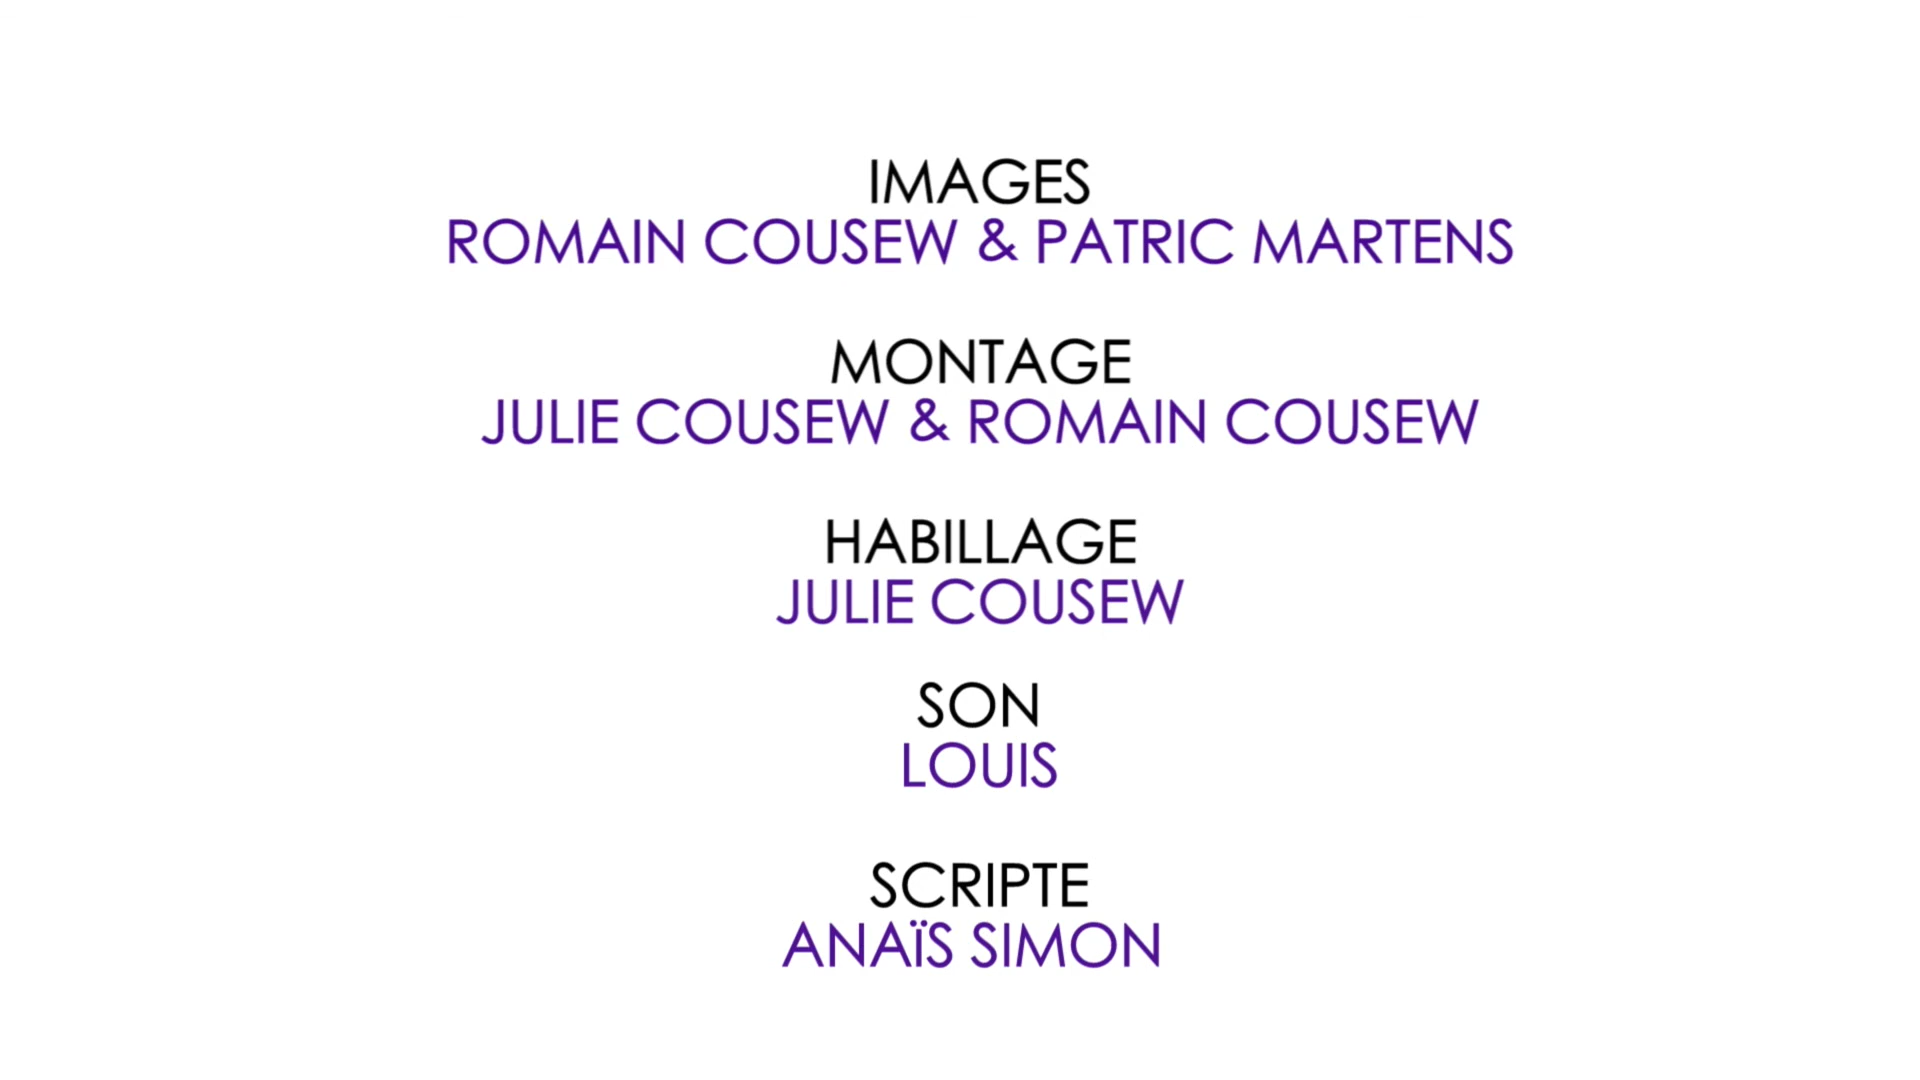 IMAGES
ROMAIN COUSEW & PATRIC MARTENS
MONTAGE
JULIE COUSEW & ROMAIN COUSEW
HABILLAGE
JULIE COUSEW
SON
LOUIS
SCRIPTE
ANAÏS SIMON